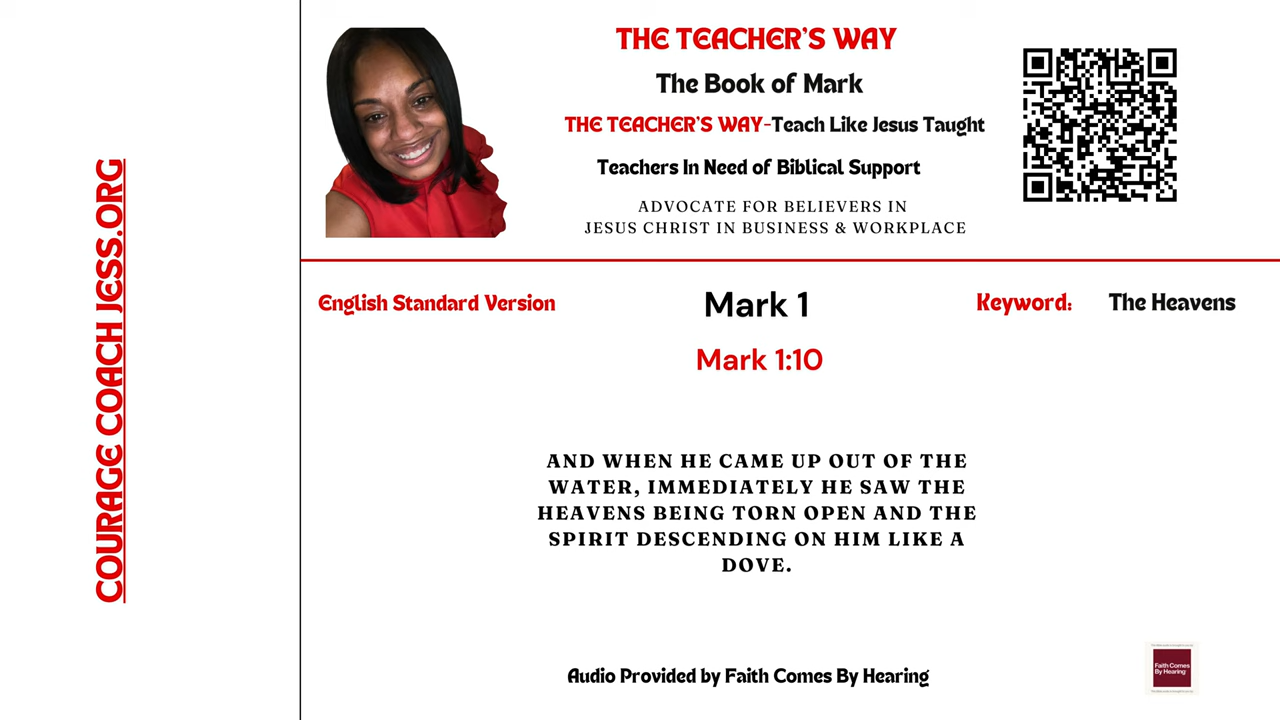 COURAGE COACH JESS.ORG
THE TEACHER'S WAY
The Book of Mark
THE TEACHER'S WAY-Teach Like Jesus Taught
Teachers In Need of Biblical Support
ADVOCATE FOR BELIEVERS IN
JESUS CHRIST IN BUSINESS & WORKPLACE
English Standard Version
Mark 1
Keyword: The Heavens
Mark 1:10
AND WHEN HE CAME UP OUT OF THE
WATER, IMMEDIATELY HE SAW THE
HEAVENS BEING TORN OPEN AND THE
SPIRIT DESCENDING ON HIM LIKE A
DOVE.
Audio Provided by Faith Comes By Hearing
Faith Comes
By Hearing